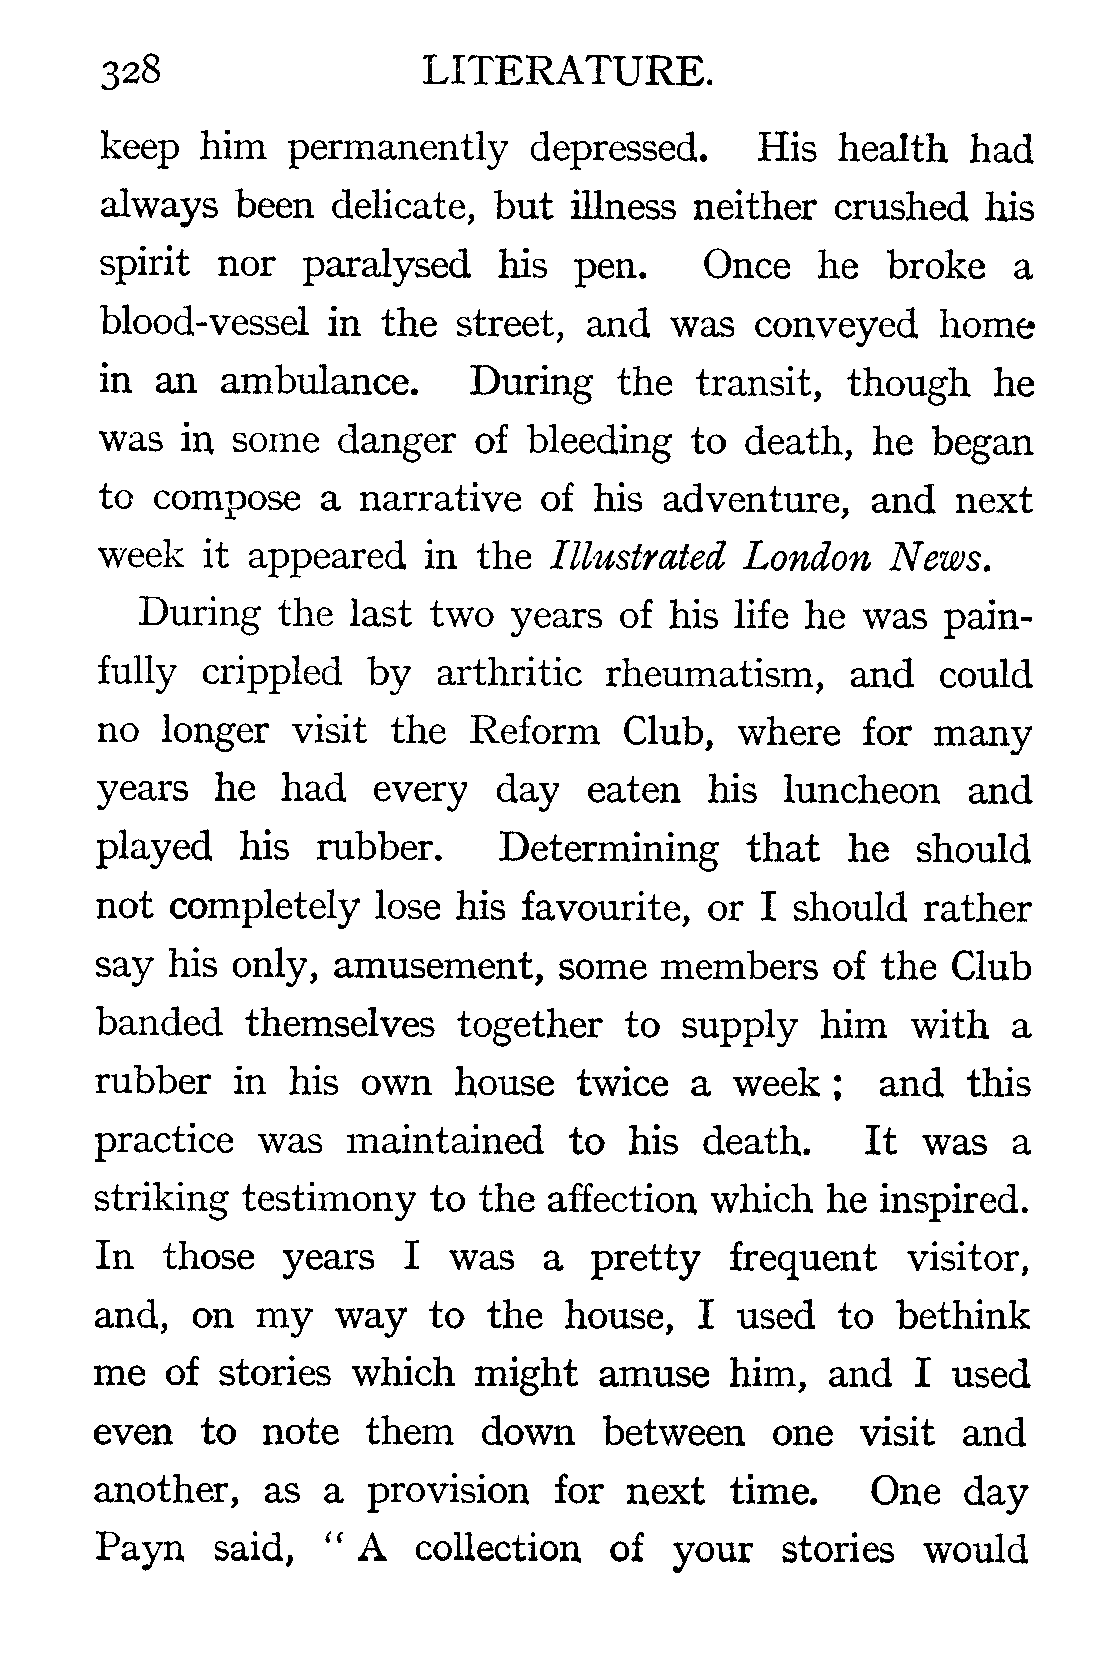 328 LITERATURE.
keep him permanently depressed. His health had
always been delicate, but illness neither crushed his
spirit nor paralysed his pen. Once he broke a
blood-vessel in the street, and was conveyed home
in an ambulance. During the transit, though he
was in some danger of bleeding to death, he began
to compose a narrative of his adventure, and next
week it appeared in the Illustrated London News.
During the last two years of his life he was pain-
fully crippled by arthritic rheumatism, and could
no longer visit the Reform Club, where for many
years he had every day eaten his luncheon and
played his rubber. Determining that he should
not completely lose his favourite, or I should rather
say his only, amusement, some members of the Club
banded themselves together to supply him with a
rubber in his own house twice a week ; and this
practice was maintained to his death. It was a
striking testimony to the affection which he inspired.
In those years I was a pretty frequent visitor,
and, on my way to the house, I used to bethink
me of stories which might amuse him, and I used
even to note them down between one visit and
another, as a provision for next time. One day
Payn said, “ A collection of your stories would